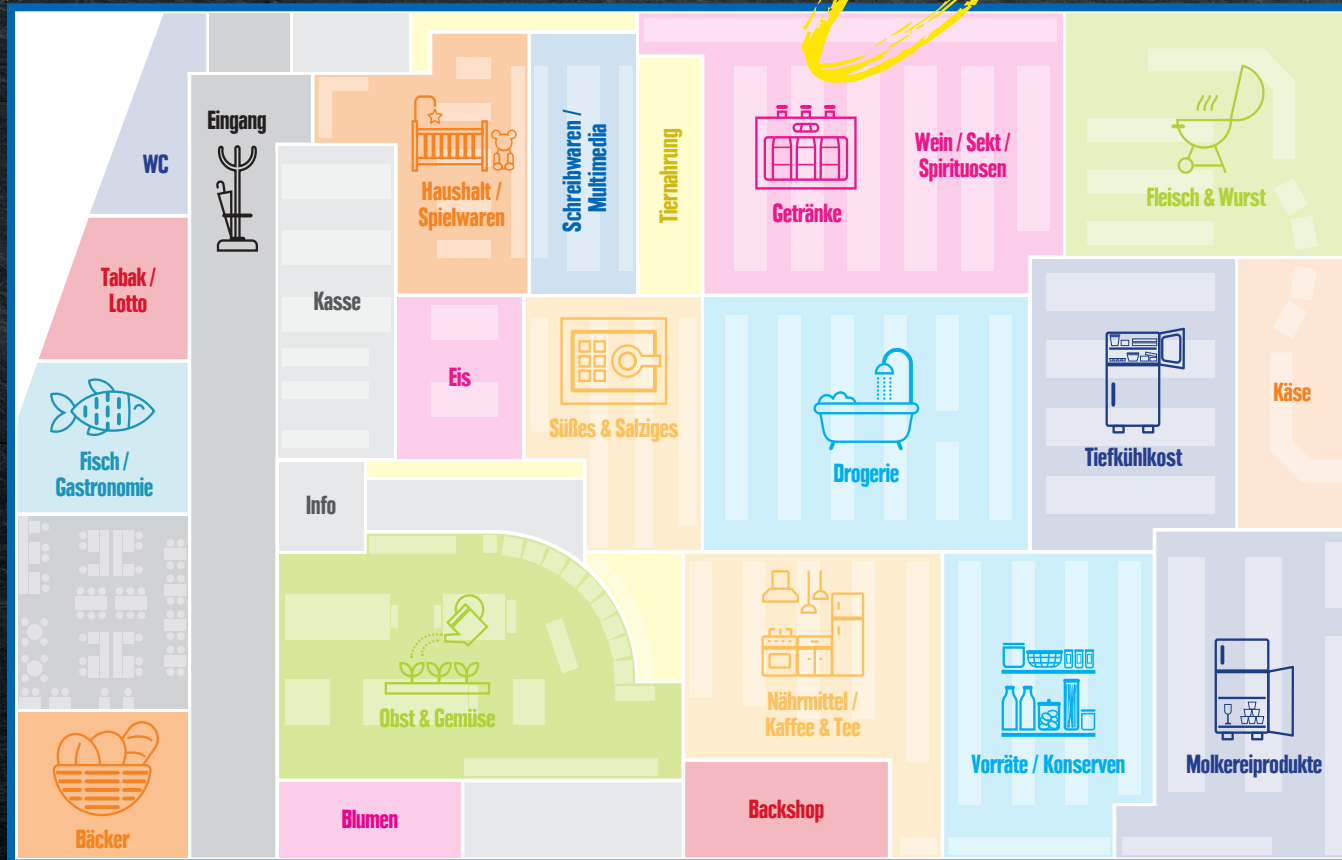 Eingang
WC
Haushalt /
Spielwaren
Schreibwaren /
Multimedia
Tiernahrung
Getränke
Wein / Sekt /
Spirituosen
Fleisch & Wurst
Tabak /
Lotto
Kasse
Eis
Süßes & Salziges
Drogerie
Tiefkühlkost
Käse
Fisch /
Gastronomie
Info
Obst & Gemüse
Nährmittel /
Kaffee & Tee
Vorräte / Konserven
Molkereiprodukte
Bäcker
Blumen
Backshop